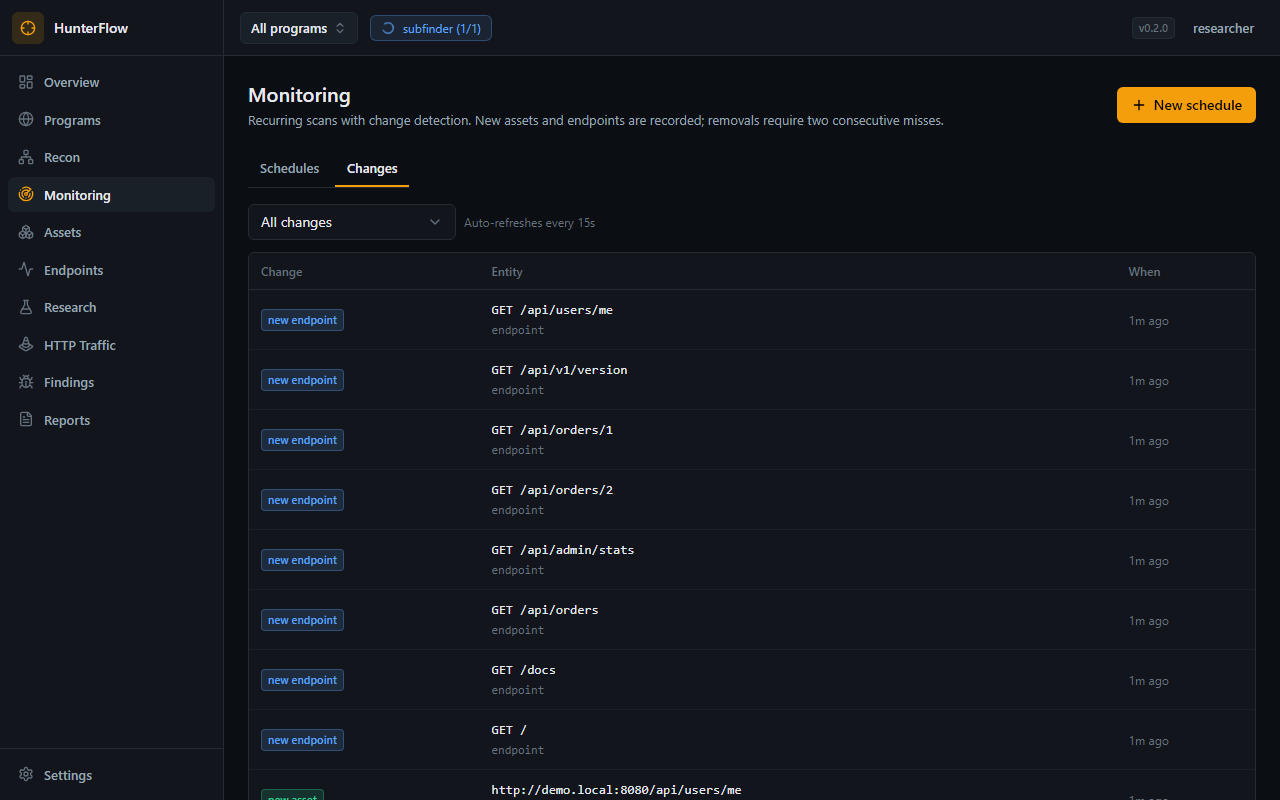 HunterFlow
All programs
subfinder (1/1)
v0.2.0
researcher
Overview
Programs
Recon
Monitoring
Assets
Endpoints
Research
HTTP Traffic
Findings
Reports
Settings
Monitoring
Recurring scans with change detection. New assets and endpoints are recorded; removals require two consecutive misses.
+ New schedule
Schedules
Changes
All changes
Auto-refreshes every 15s
Change Entity When
new endpoint GET /api/users/me 1m ago
endpoint
new endpoint GET /api/v1/version 1m ago
endpoint
new endpoint GET /api/orders/1 1m ago
endpoint
new endpoint GET /api/orders/2 1m ago
endpoint
new endpoint GET /api/admin/stats 1m ago
endpoint
new endpoint GET /api/orders 1m ago
endpoint
new endpoint GET /docs 1m ago
endpoint
new endpoint GET / 1m ago
endpoint
new asset http://demo.local:8080/api/users/me 1m ago